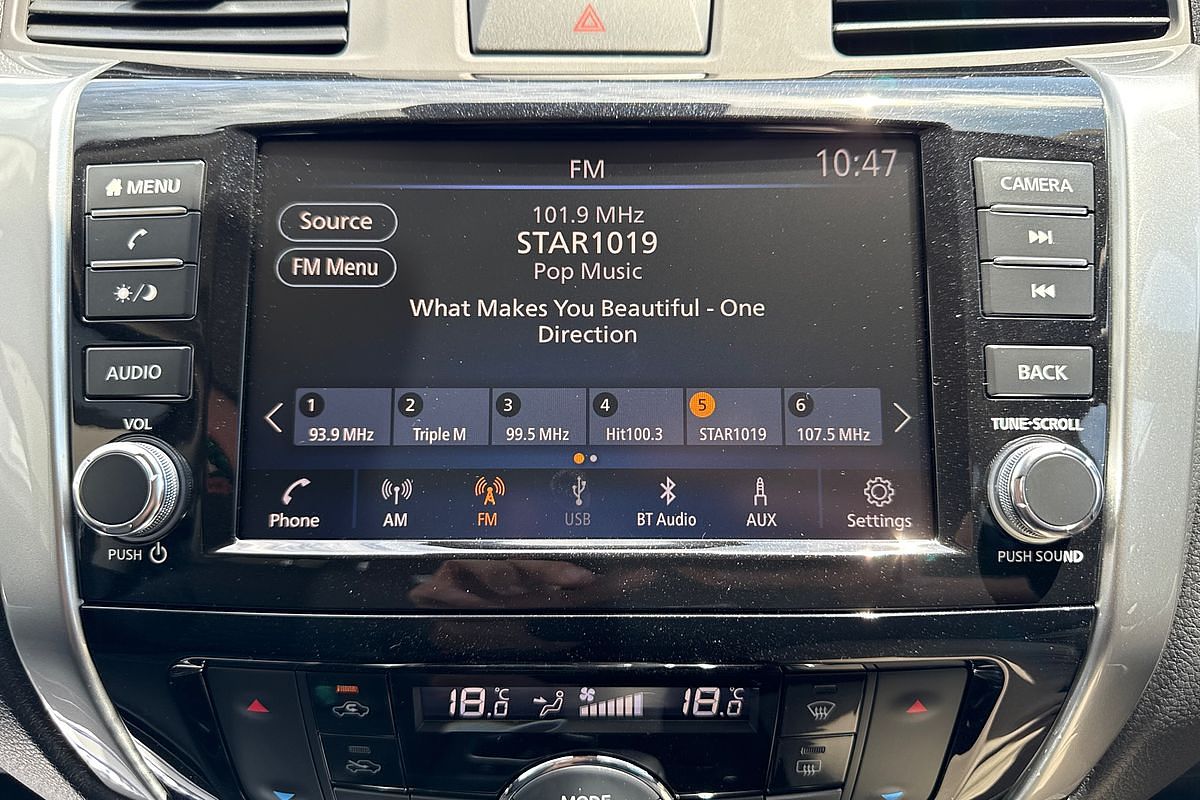 FM
10:47
MENU
CAMERA
Source
FM Menu
101.9 MHz
STAR1019
Pop Music
What Makes You Beautiful - One
Direction
AUDIO
BACK
VOL
TUNE•SCROLL
1
93.9 MHz
2
Triple M
3
99.5 MHz
4
Hit100.3
5
STAR1019
6
107.5 MHz
Phone
AM
FM
USB
BT Audio
AUX
Settings
PUSH
PUSH SOUND
18.0 °C
18.0 °C
MODE